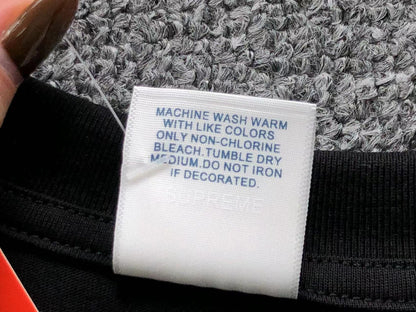 MACHINE WASH WARM
WITH LIKE COLORS
ONLY NON-CHLORINE
BLEACH.TUMBLE DRY
MEDIUM.DO NOT IRON
IF DECORATED.
SUPREME